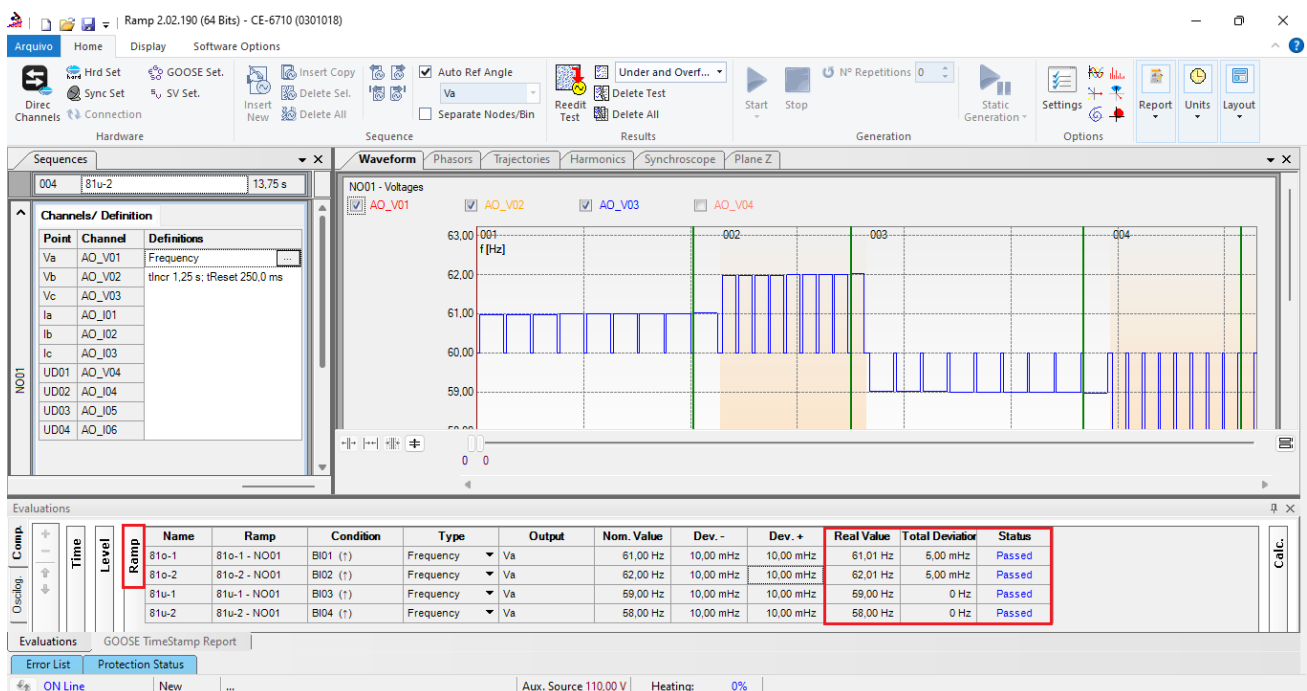 Ramp 2.02.190 (64 Bits) - CE-6710 (0301018)
Arquivo Home Display Software Options
Direc Channels
Hrd Set
Sync Set
Connection
GOOSE Set.
SV Set.
Hardware
Insert New
Insert Copy
Delete Sel.
Delete All
Auto Ref Angle
Va
Separate Nodes/Bin
Sequence
Reedit Test
Under and Overf...
Delete Test
Delete All
Results
Start
Stop
Nº Repetitions 0
Static Generation
Generation
Settings
Options
Report
Units
Layout
Sequences
004 81u-2 13,75 s
Channels/ Definition
Point Channel Definitions
Va AO_V01 Frequency ...
Vb AO_V02 tIncr 1,25 s; tReset 250,0 ms
Vc AO_V03
Ia AO_I01
Ib AO_I02
Ic AO_I03
UD01 AO_V04
UD02 AO_I04
UD03 AO_I05
UD04 AO_I06
NO01
Waveform Phasors Trajectories Harmonics Synchroscope Plane Z
NO01 - Voltages
AO_V01 AO_V02 AO_V03 AO_V04
63,00 001 002 003 004
f [Hz]
62,00
61,00
60,00
59,00
0 0
Evaluations
Comp.
Oscilog.
Time
Level
Ramp
Name Ramp Condition Type Output Nom. Value Dev. - Dev. + Real Value Total Deviation Status
81o-1 81o-1 - NO01 BI01 (↑) Frequency Va 61,00 Hz 10,00 mHz 10,00 mHz 61,01 Hz 5,00 mHz Passed
81o-2 81o-2 - NO01 BI02 (↑) Frequency Va 62,00 Hz 10,00 mHz 10,00 mHz 62,01 Hz 5,00 mHz Passed
81u-1 81u-1 - NO01 BI03 (↑) Frequency Va 59,00 Hz 10,00 mHz 10,00 mHz 59,00 Hz 0 Hz Passed
81u-2 81u-2 - NO01 BI04 (↑) Frequency Va 58,00 Hz 10,00 mHz 10,00 mHz 58,00 Hz 0 Hz Passed
Calc.
Evaluations GOOSE TimeStamp Report
Error List Protection Status
ON Line New ... Aux. Source 110,00 V Heating: 0%